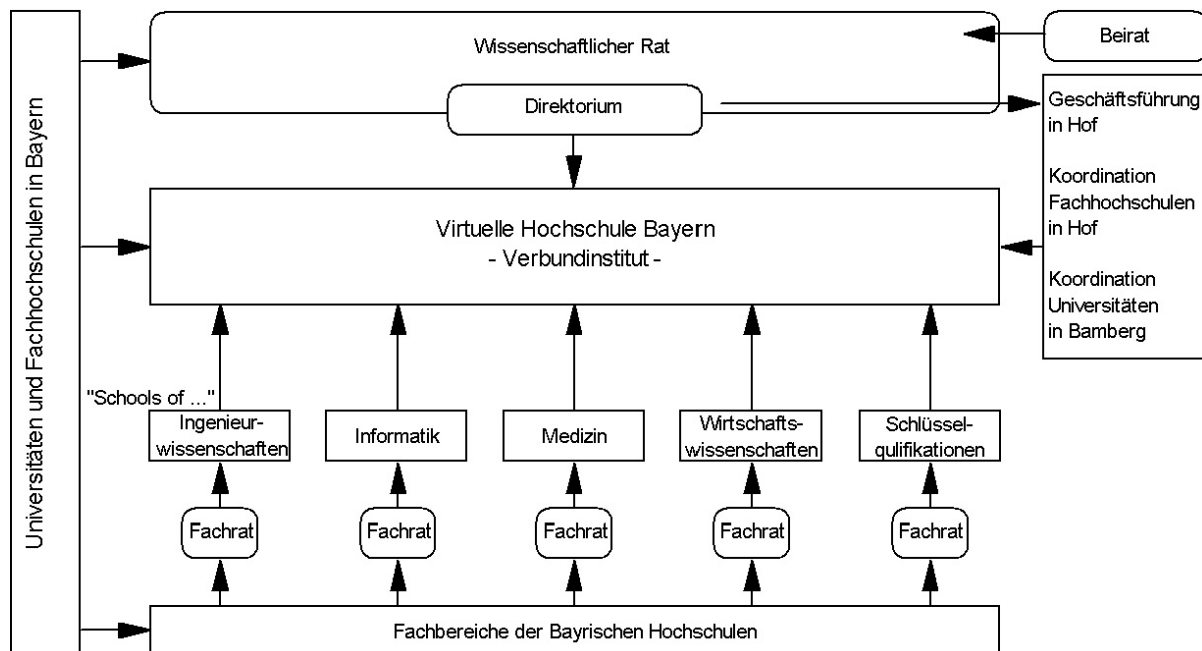 Universitäten und Fachhochschulen in Bayern
Wissenschaftlicher Rat
Beirat
Direktorium
Geschäftsführung
in Hof
Koordination
Fachhochschulen
in Hof
Koordination
Universitäten
in Bamberg
Virtuelle Hochschule Bayern
- Verbundinstitut -
"Schools of ..."
Ingenieur-
wissenschaften
Informatik
Medizin
Wirtschafts-
wissenschaften
Schlüssel-
qulifikationen
Fachrat
Fachrat
Fachrat
Fachrat
Fachrat
Fachbereiche der Bayrischen Hochschulen